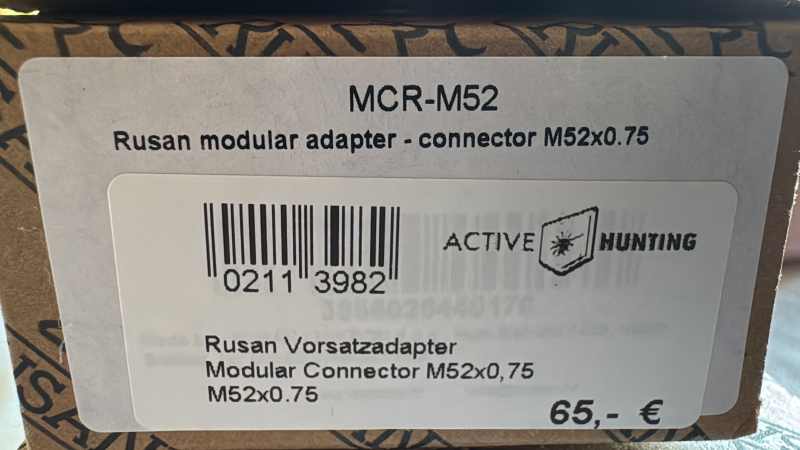 MCR-M52
Rusan modular adapter - connector M52x0.75
ACTIVE HUNTING
0211 3982
Rusan Vorsatzadapter
Modular Connector M52x0,75
M52x0.75
65,- €